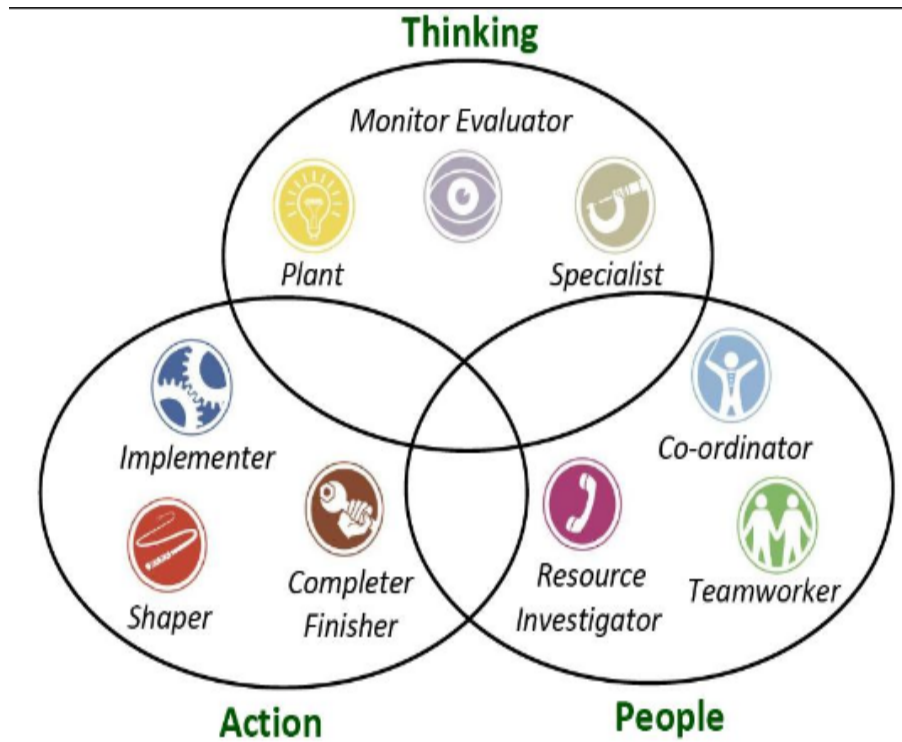 Thinking
Monitor Evaluator
Plant
Specialist
Implementer
Co-ordinator
Shaper
Completer
Finisher
Resource
Investigator
Teamworker
Action
People